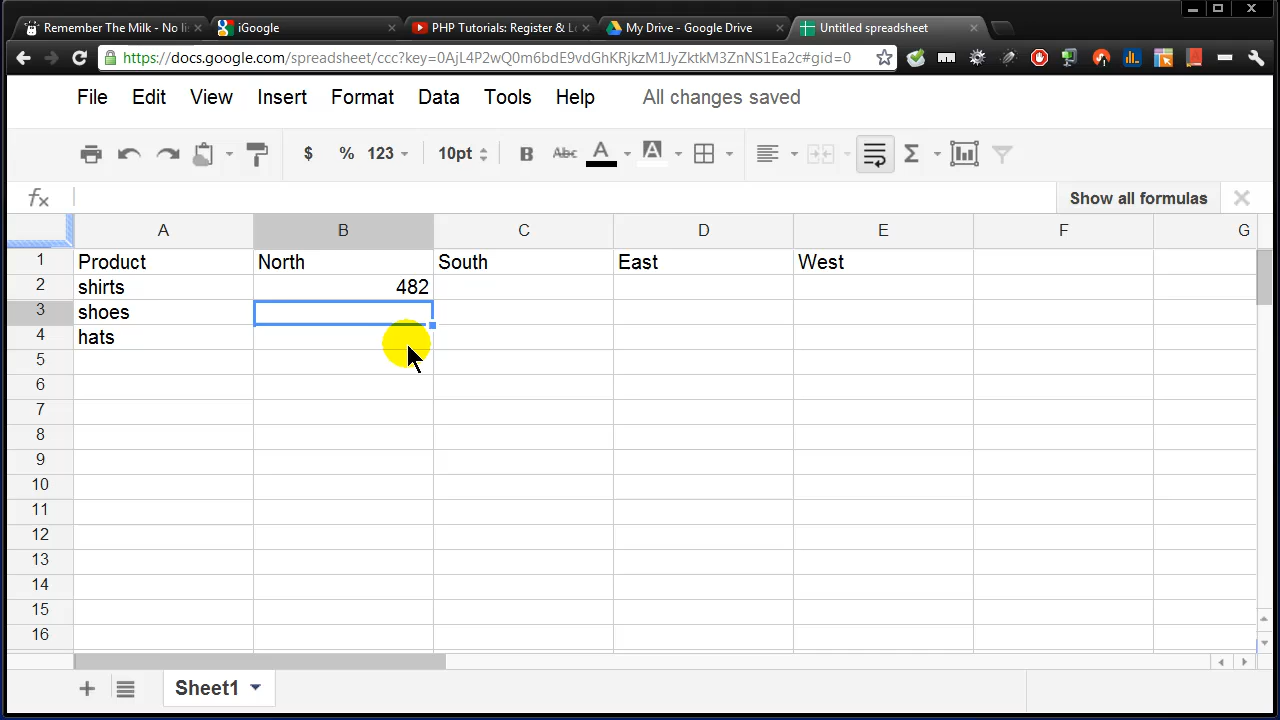 Remember The Milk - No li
iGoogle
PHP Tutorials: Register & Lo
My Drive - Google Drive
Untitled spreadsheet
https://docs.google.com/spreadsheet/ccc?key=0AjL4P2wQ0m6bdE9vdGhKRjkzM1JyZktkM3ZnNS1Ea2c#gid=0
File Edit View Insert Format Data Tools Help All changes saved
$ % 123 10pt B Abc A A Σ
fx Show all formulas
A B C D E F G
1 Product North South East West
2 shirts 482
3 shoes
4 hats
5
6
7
8
9
10
11
12
13
14
15
16
Sheet1